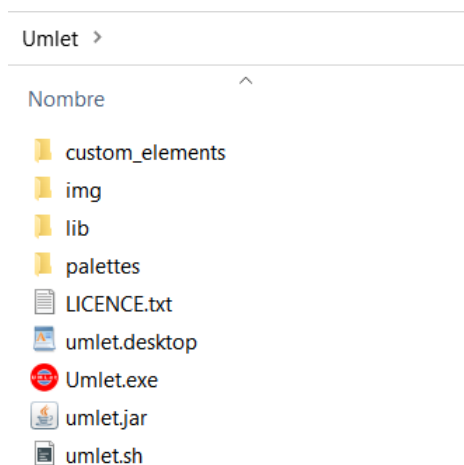 Umlet >
Nombre
custom_elements
img
lib
palettes
LICENCE.txt
umlet.desktop
Umlet.exe
umlet.jar
umlet.sh